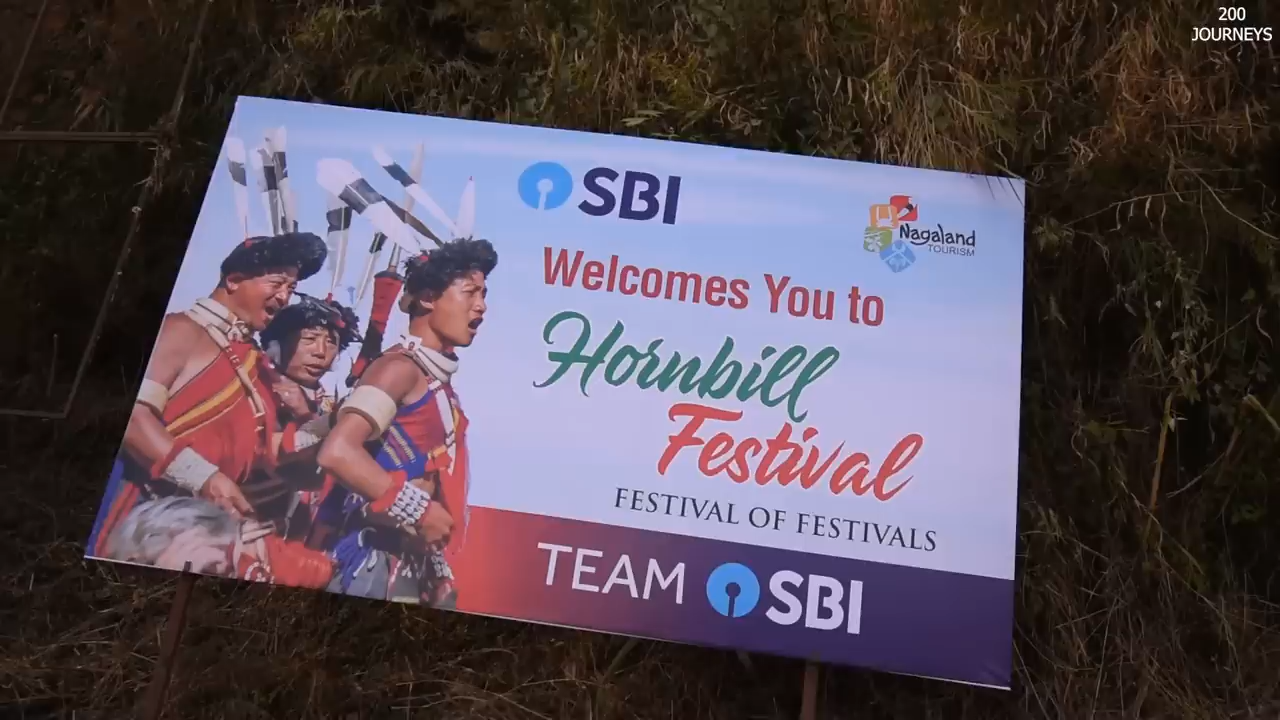 200
JOURNEYS
SBI
Nagaland
TOURISM
Welcomes You to
Hornbill
Festival
FESTIVAL OF FESTIVALS
TEAM SBI